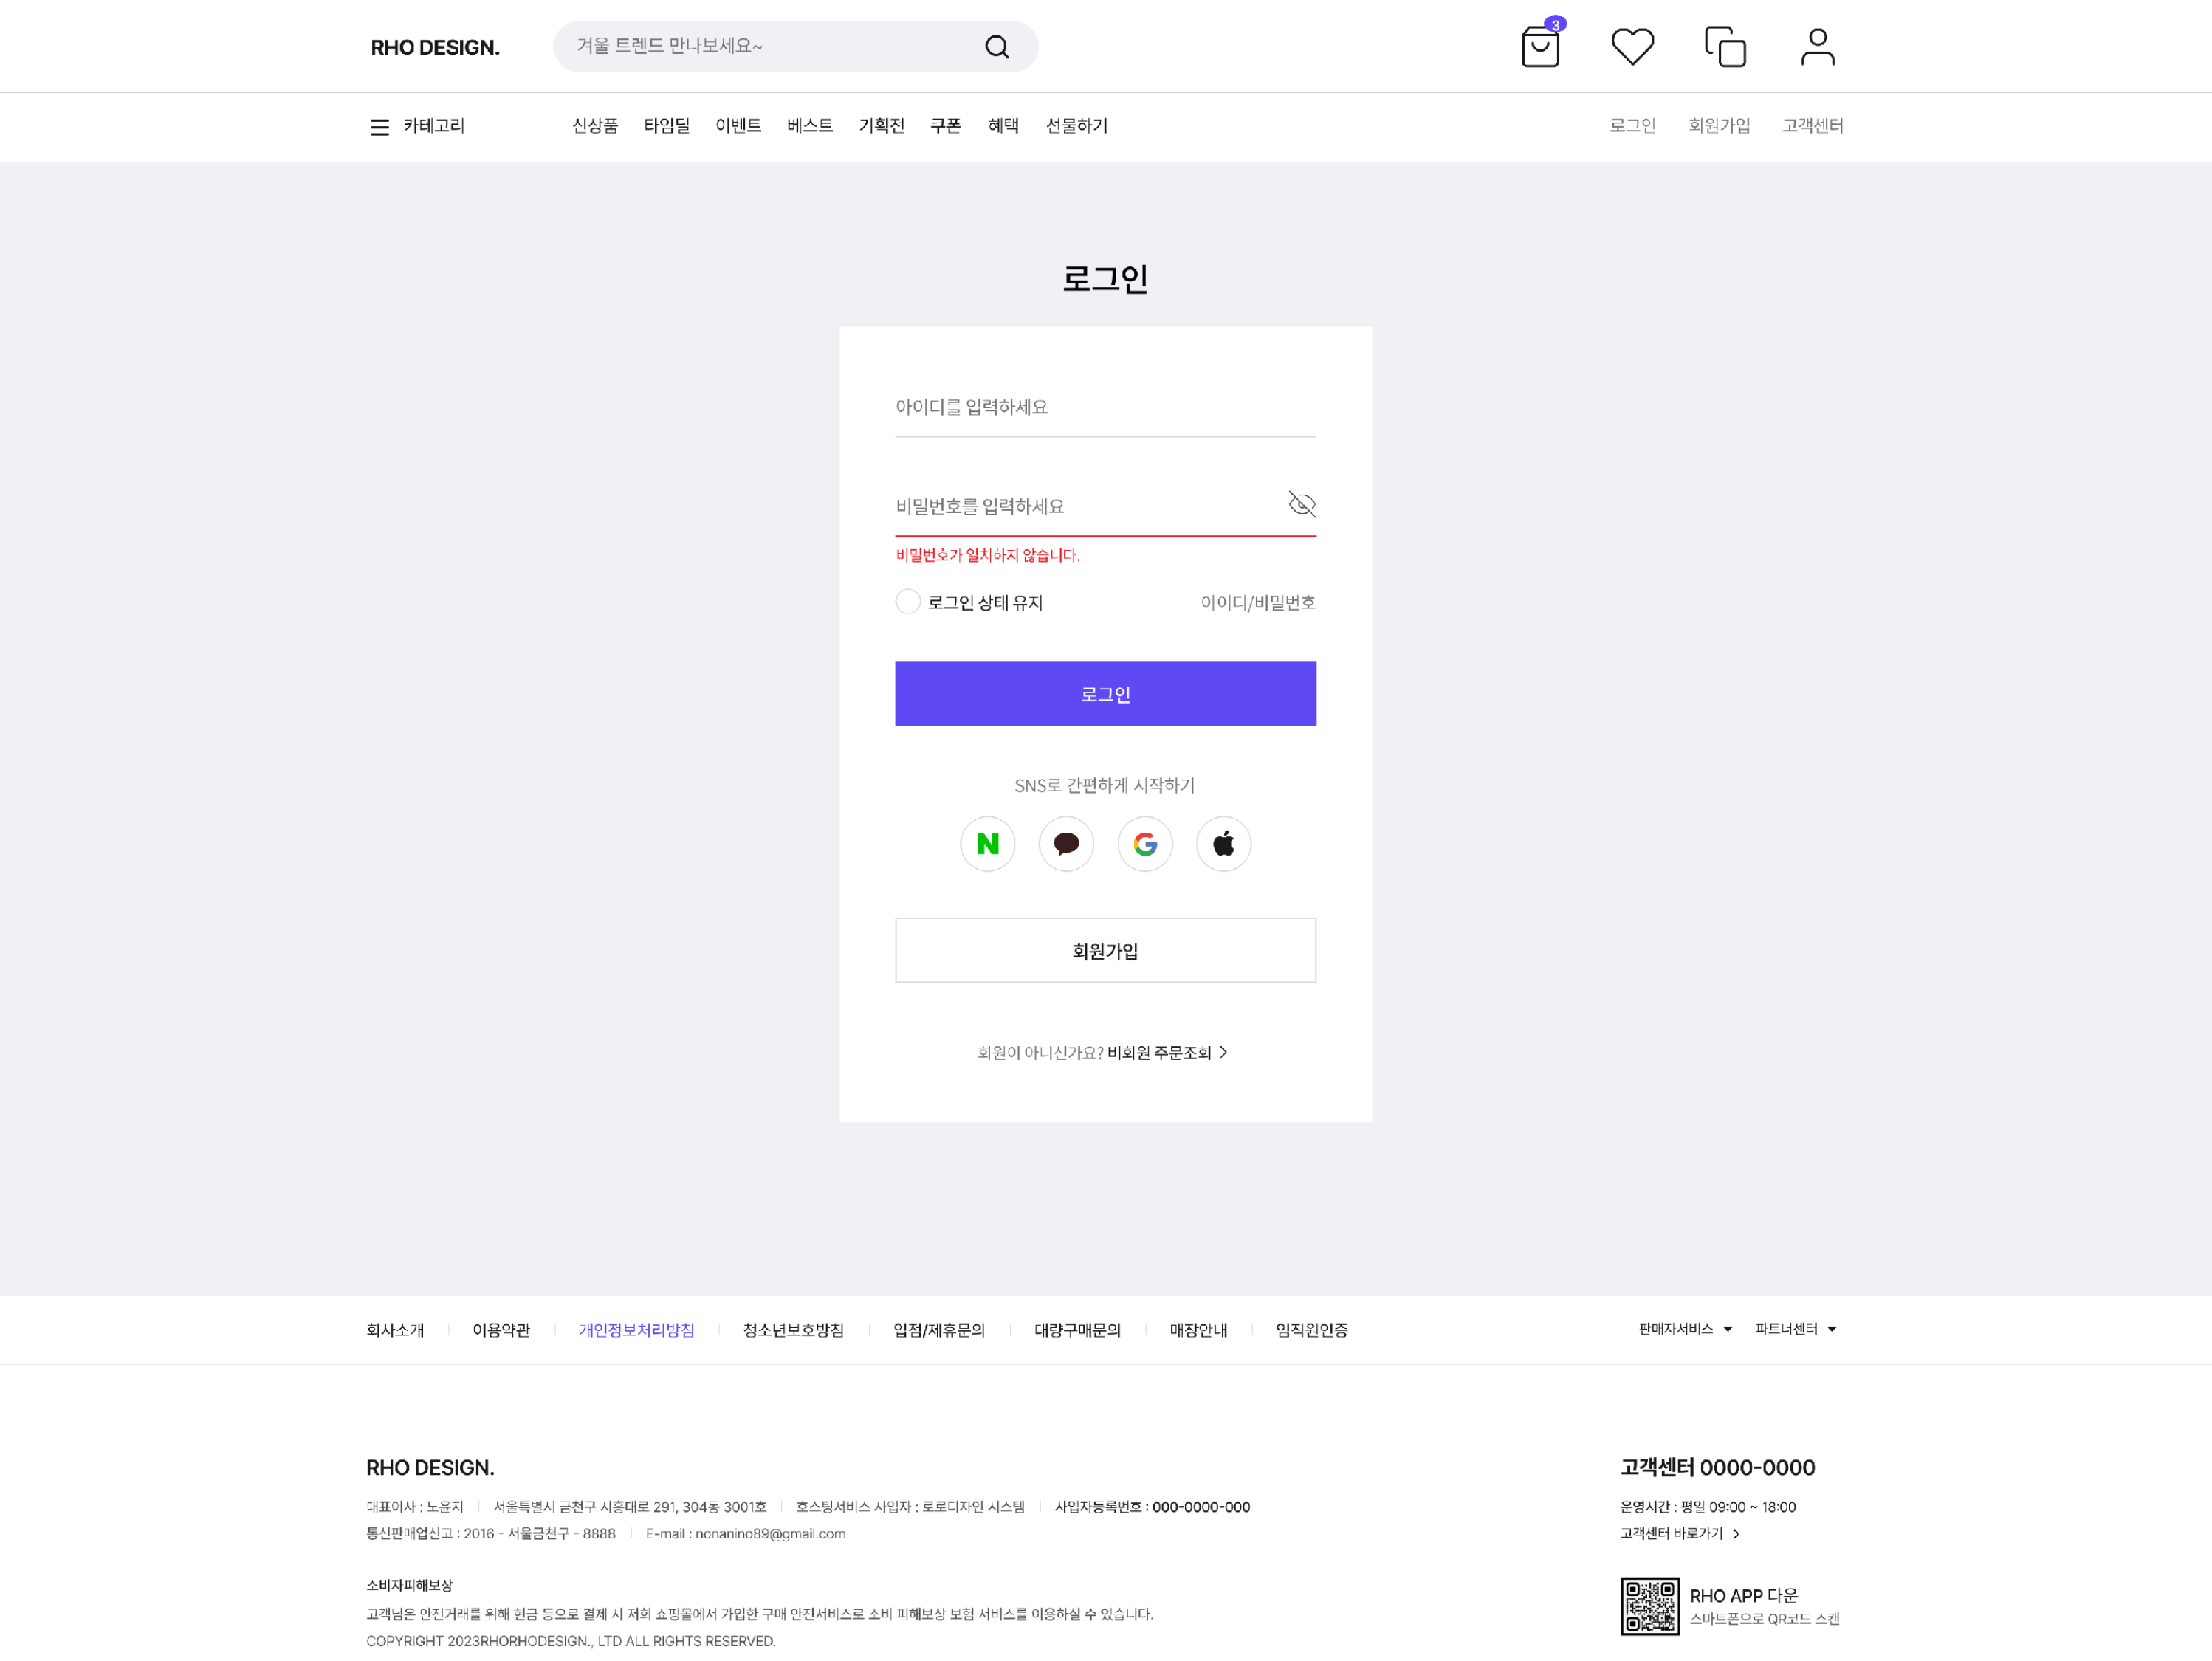 RHO DESIGN.
겨울 트렌드 만나보세요~
3
카테고리
신상품 타임딜 이벤트 베스트 기획전 쿠폰 혜택 선물하기
로그인 회원가입 고객센터
로그인
아이디를 입력하세요
비밀번호를 입력하세요
비밀번호가 일치하지 않습니다.
로그인 상태 유지
아이디/비밀번호
로그인
SNS로 간편하게 시작하기
N
G
회원가입
회원이 아니신가요? 비회원 주문조회 >
회사소개 이용약관 개인정보처리방침 청소년보호방침 입점/제휴문의 대량구매문의 매장안내 임직원인증
판매자서비스 파트너센터
RHO DESIGN.
대표이사 : 노윤지 서울특별시 금천구 시흥대로 291, 304동 3001호 호스팅서비스 사업자 : 로로디자인 시스템 사업자등록번호 : 000-0000-000
통신판매업신고 : 2016 - 서울금천구 - 8888 E-mail : nonanino89@gmail.com
소비자피해보상
고객님은 안전거래를 위해 현금 등으로 결제 시 저희 쇼핑몰에서 가입한 구매 안전서비스로 소비 피해보상 보험 서비스를 이용하실 수 있습니다.
COPYRIGHT 2023RHORHODESIGN., LTD ALL RIGHTS RESERVED.
고객센터 0000-0000
운영시간 : 평일 09:00 ~ 18:00
고객센터 바로가기 >
RHO APP 다운
스마트폰으로 QR코드 스캔